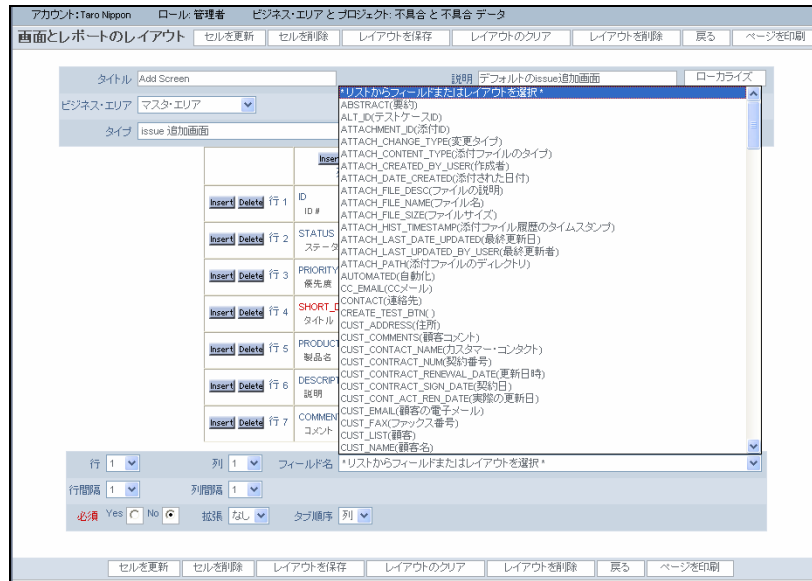 アカウント:Taro Nippon ロール: 管理者 ビジネス・エリア と プロジェクト: 不具合 と 不具合 データ
画面とレポートのレイアウト セルを更新 セルを削除 レイアウトを保存 レイアウトのクリア レイアウトを削除 戻る ページを印刷
タイトル Add Screen 説明 デフォルトのissue追加画面 ローカライズ
ビジネス・エリア マスタ・エリア
タイプ issue 追加画面
*リストからフィールドまたはレイアウトを選択*
ABSTRACT(要約)
ALT_ID(テストケースID)
ATTACHMENT_ID(添付ID)
ATTACH_CHANGE_TYPE(変更タイプ)
ATTACH_CONTENT_TYPE(添付ファイルのタイプ)
ATTACH_CREATED_BY_USER(作成者)
ATTACH_DATE_CREATED(添付された日付)
ATTACH_FILE_DESC(ファイルの説明)
ATTACH_FILE_NAME(ファイル名)
ATTACH_FILE_SIZE(ファイルサイズ)
ATTACH_HIST_TIMESTAMP(添付ファイル履歴のタイムスタンプ)
ATTACH_LAST_DATE_UPDATED(最終更新日)
ATTACH_LAST_UPDATED_BY_USER(最終更新者)
ATTACH_PATH(添付ファイルのディレクトリ)
AUTOMATED(自動化)
CC_EMAIL(CCメール)
CONTACT(連絡先)
CREATE_TEST_BTN( )
CUST_ADDRESS(住所)
CUST_COMMENTS(顧客コメント)
CUST_CONTACT_NAME(カスタマー・コンタクト)
CUST_CONTRACT_NUM(契約番号)
CUST_CONTRACT_RENEWAL_DATE(更新日時)
CUST_CONTRACT_SIGN_DATE(契約日)
CUST_CONT_ACT_REN_DATE(実際の更新日)
CUST_EMAIL(顧客の電子メール)
CUST_FAX(ファックス番号)
CUST_LIST(顧客)
CUST_NAME(顧客名)
Inser
Insert Delete 行 1 ID
ID #
Insert Delete 行 2 STATUS
ステータ
Insert Delete 行 3 PRIORITY
優先度
Insert Delete 行 4 SHORT_D
タイトル
Insert Delete 行 5 PRODUCT
製品名
Insert Delete 行 6 DESCRIPT
説明
Insert Delete 行 7 COMMEN
コメント
行 1 列 1 フィールド名 *リストからフィールドまたはレイアウトを選択*
行間隔 1 列間隔 1
必須 Yes No 拡張 なし タブ順序 列
セルを更新 セルを削除 レイアウトを保存 レイアウトのクリア レイアウトを削除 戻る ページを印刷